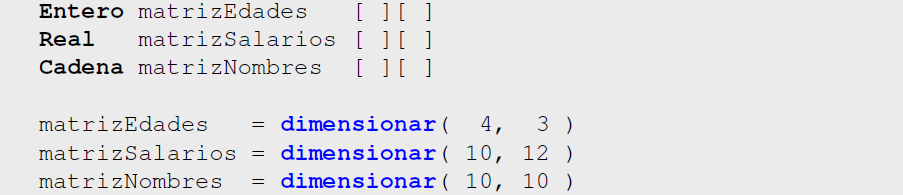 Entero matrizEdades   [ ][ ]
Real   matrizSalarios [ ][ ]
Cadena matrizNombres  [ ][ ]
matrizEdades   = dimensionar(  4,  3 )
matrizSalarios = dimensionar( 10, 12 )
matrizNombres  = dimensionar( 10, 10 )